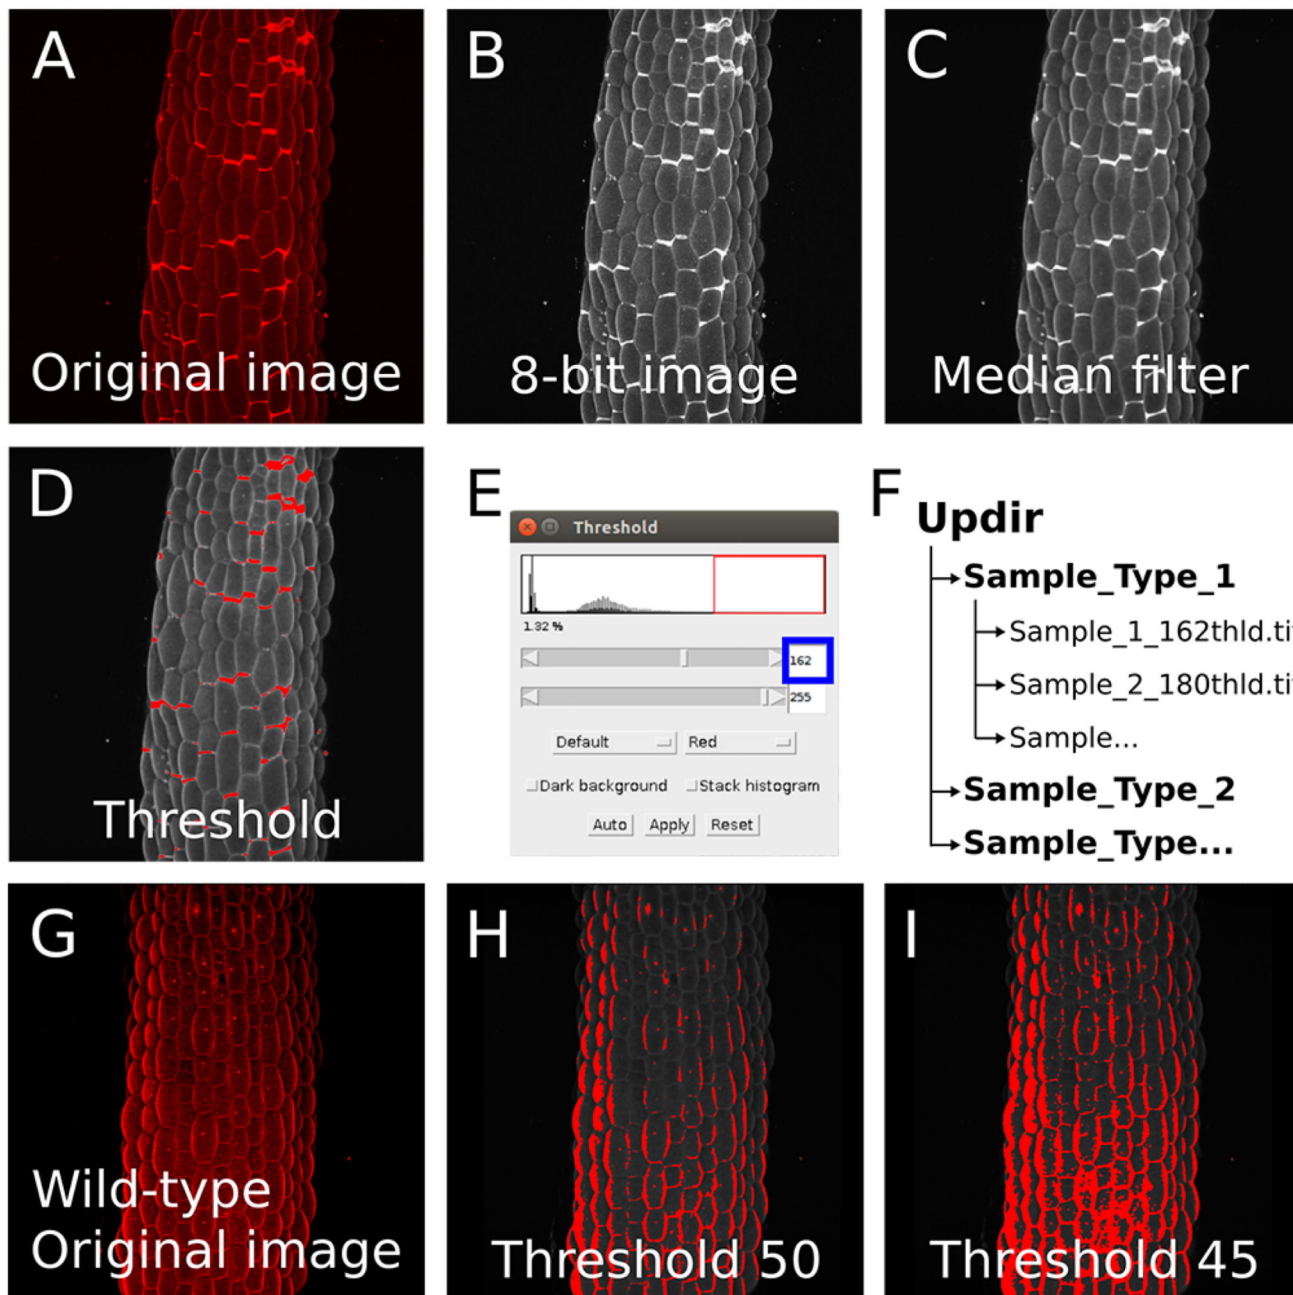 A
Original image
B
8-bit image
C
Median filter
D
Threshold
E
Threshold
1.32 %
162
255
Default
Red
Dark background
Stack histogram
Auto
Apply
Reset
F
Updir
Sample_Type_1
Sample_1_162thld.ti
Sample_2_180thld.ti
Sample...
Sample_Type_2
Sample_Type...
G
Wild-type
Original image
H
Threshold 50
I
Threshold 45